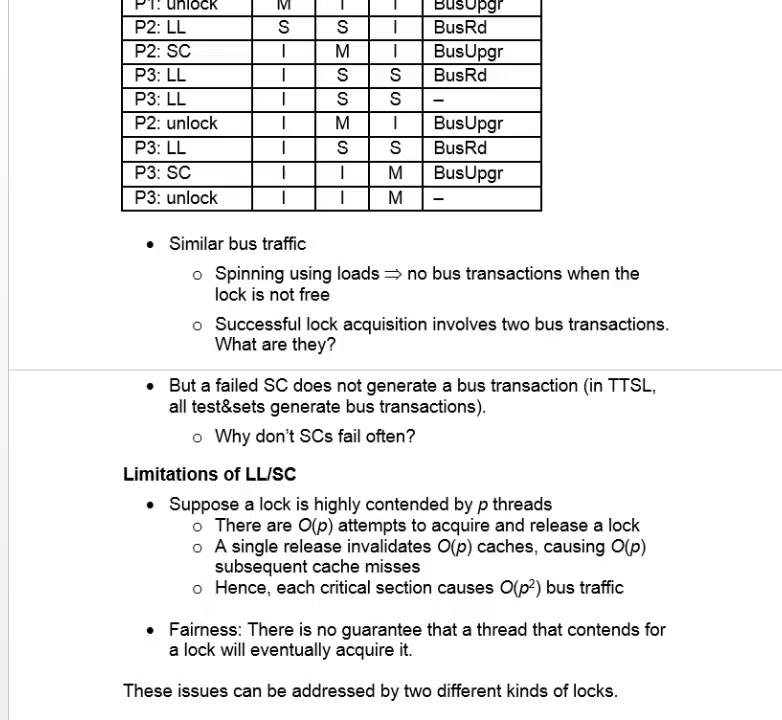 P1: unlock M I I BusUpgr
P2: LL S S I BusRd
P2: SC I M I BusUpgr
P3: LL I S S BusRd
P3: LL I S S –
P2: unlock I M I BusUpgr
P3: LL I S S BusRd
P3: SC I I M BusUpgr
P3: unlock I I M –
• Similar bus traffic
o Spinning using loads ⇒ no bus transactions when the
lock is not free
o Successful lock acquisition involves two bus transactions.
What are they?
• But a failed SC does not generate a bus transaction (in TTSL,
all test&sets generate bus transactions).
o Why don't SCs fail often?
Limitations of LL/SC
• Suppose a lock is highly contended by p threads
o There are O(p) attempts to acquire and release a lock
o A single release invalidates O(p) caches, causing O(p)
subsequent cache misses
o Hence, each critical section causes O(p²) bus traffic
• Fairness: There is no guarantee that a thread that contends for
a lock will eventually acquire it.
These issues can be addressed by two different kinds of locks.